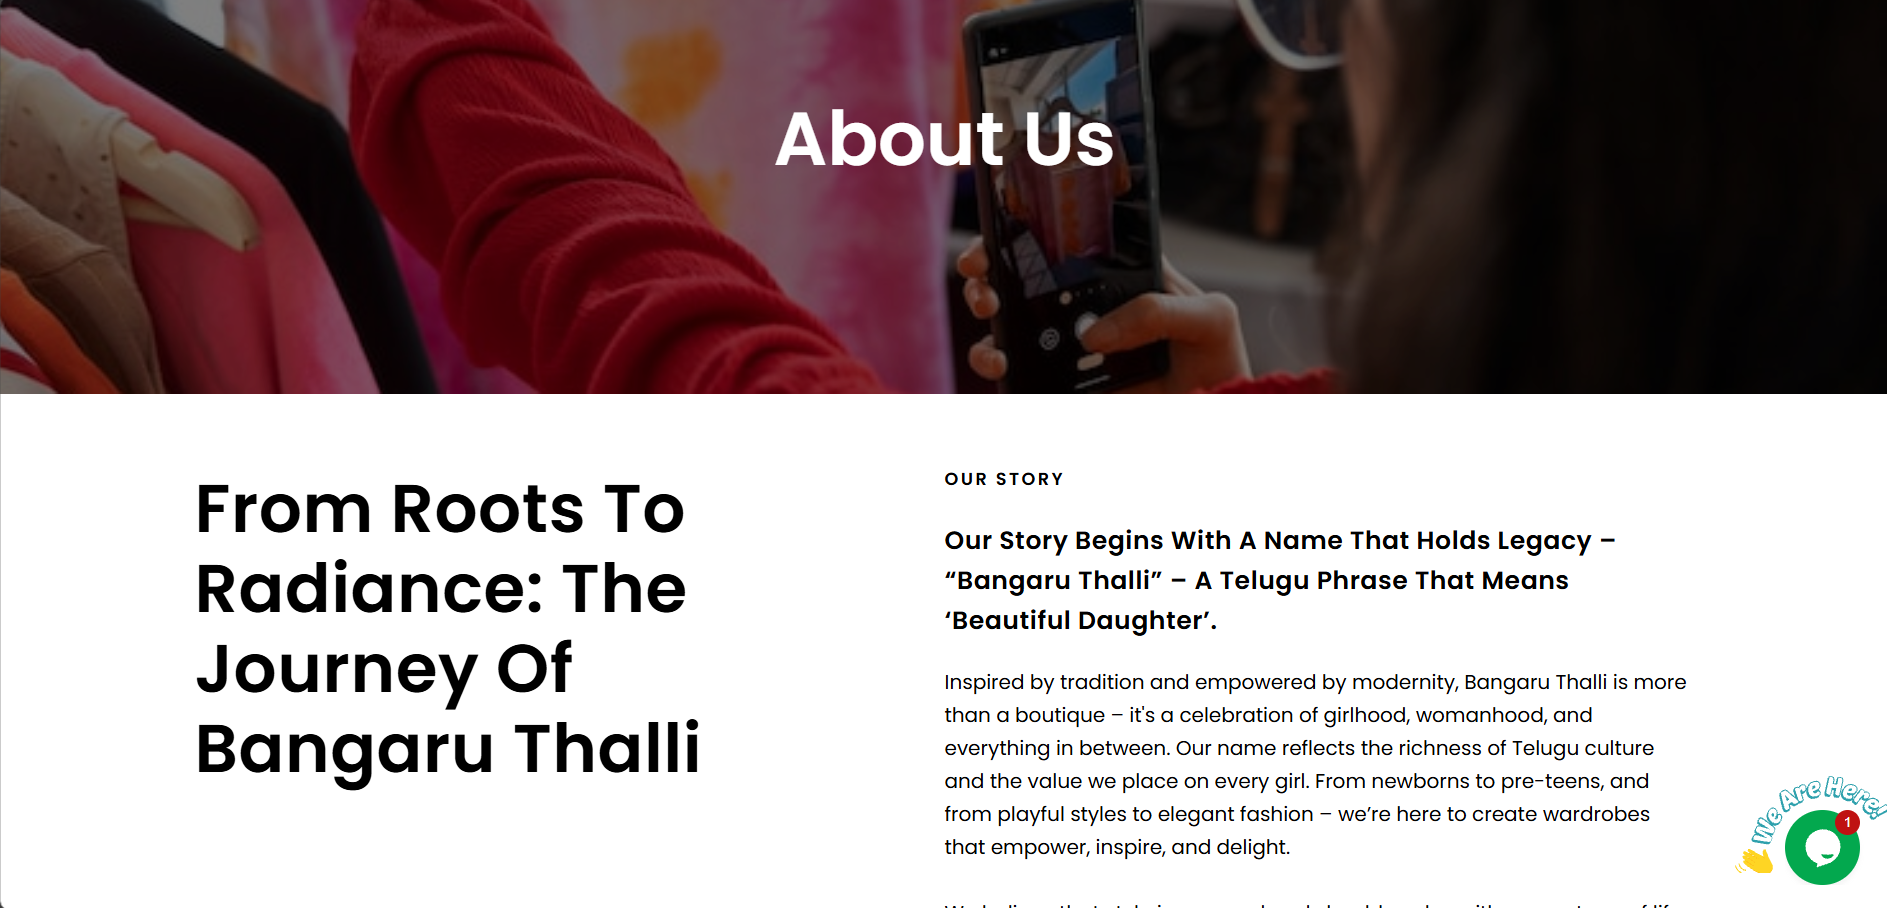 About Us
From Roots To
Radiance: The
Journey Of
Bangaru Thalli
OUR STORY
Our Story Begins With A Name That Holds Legacy –
“Bangaru Thalli” – A Telugu Phrase That Means
‘Beautiful Daughter’.
Inspired by tradition and empowered by modernity, Bangaru Thalli is more
than a boutique – it's a celebration of girlhood, womanhood, and
everything in between. Our name reflects the richness of Telugu culture
and the value we place on every girl. From newborns to pre-teens, and
from playful styles to elegant fashion – we’re here to create wardrobes
that empower, inspire, and delight.
We Are Here!
1